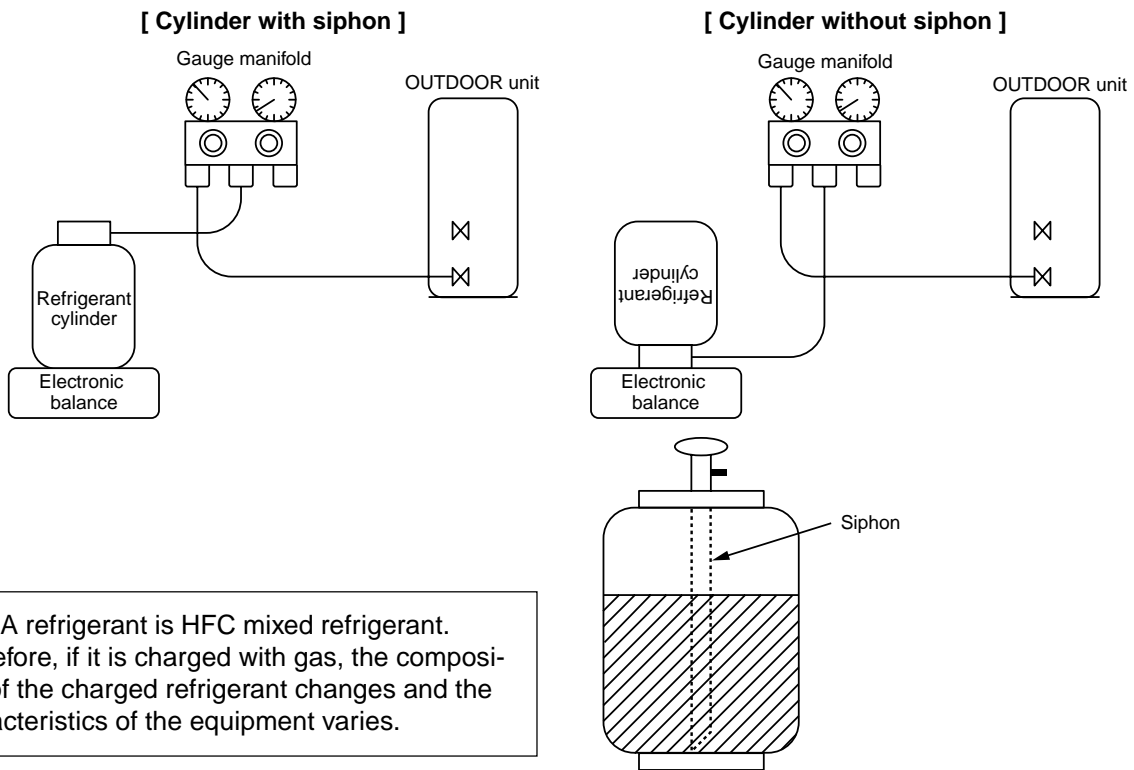 [ Cylinder with siphon ]
Gauge manifold
OUTDOOR unit
Refrigerant
cylinder
Electronic
balance
[ Cylinder without siphon ]
Gauge manifold
OUTDOOR unit
Refrigerant
cylinder
Electronic
balance
Siphon
A refrigerant is HFC mixed refrigerant.
efore, if it is charged with gas, the composi-
of the charged refrigerant changes and the
acteristics of the equipment varies.